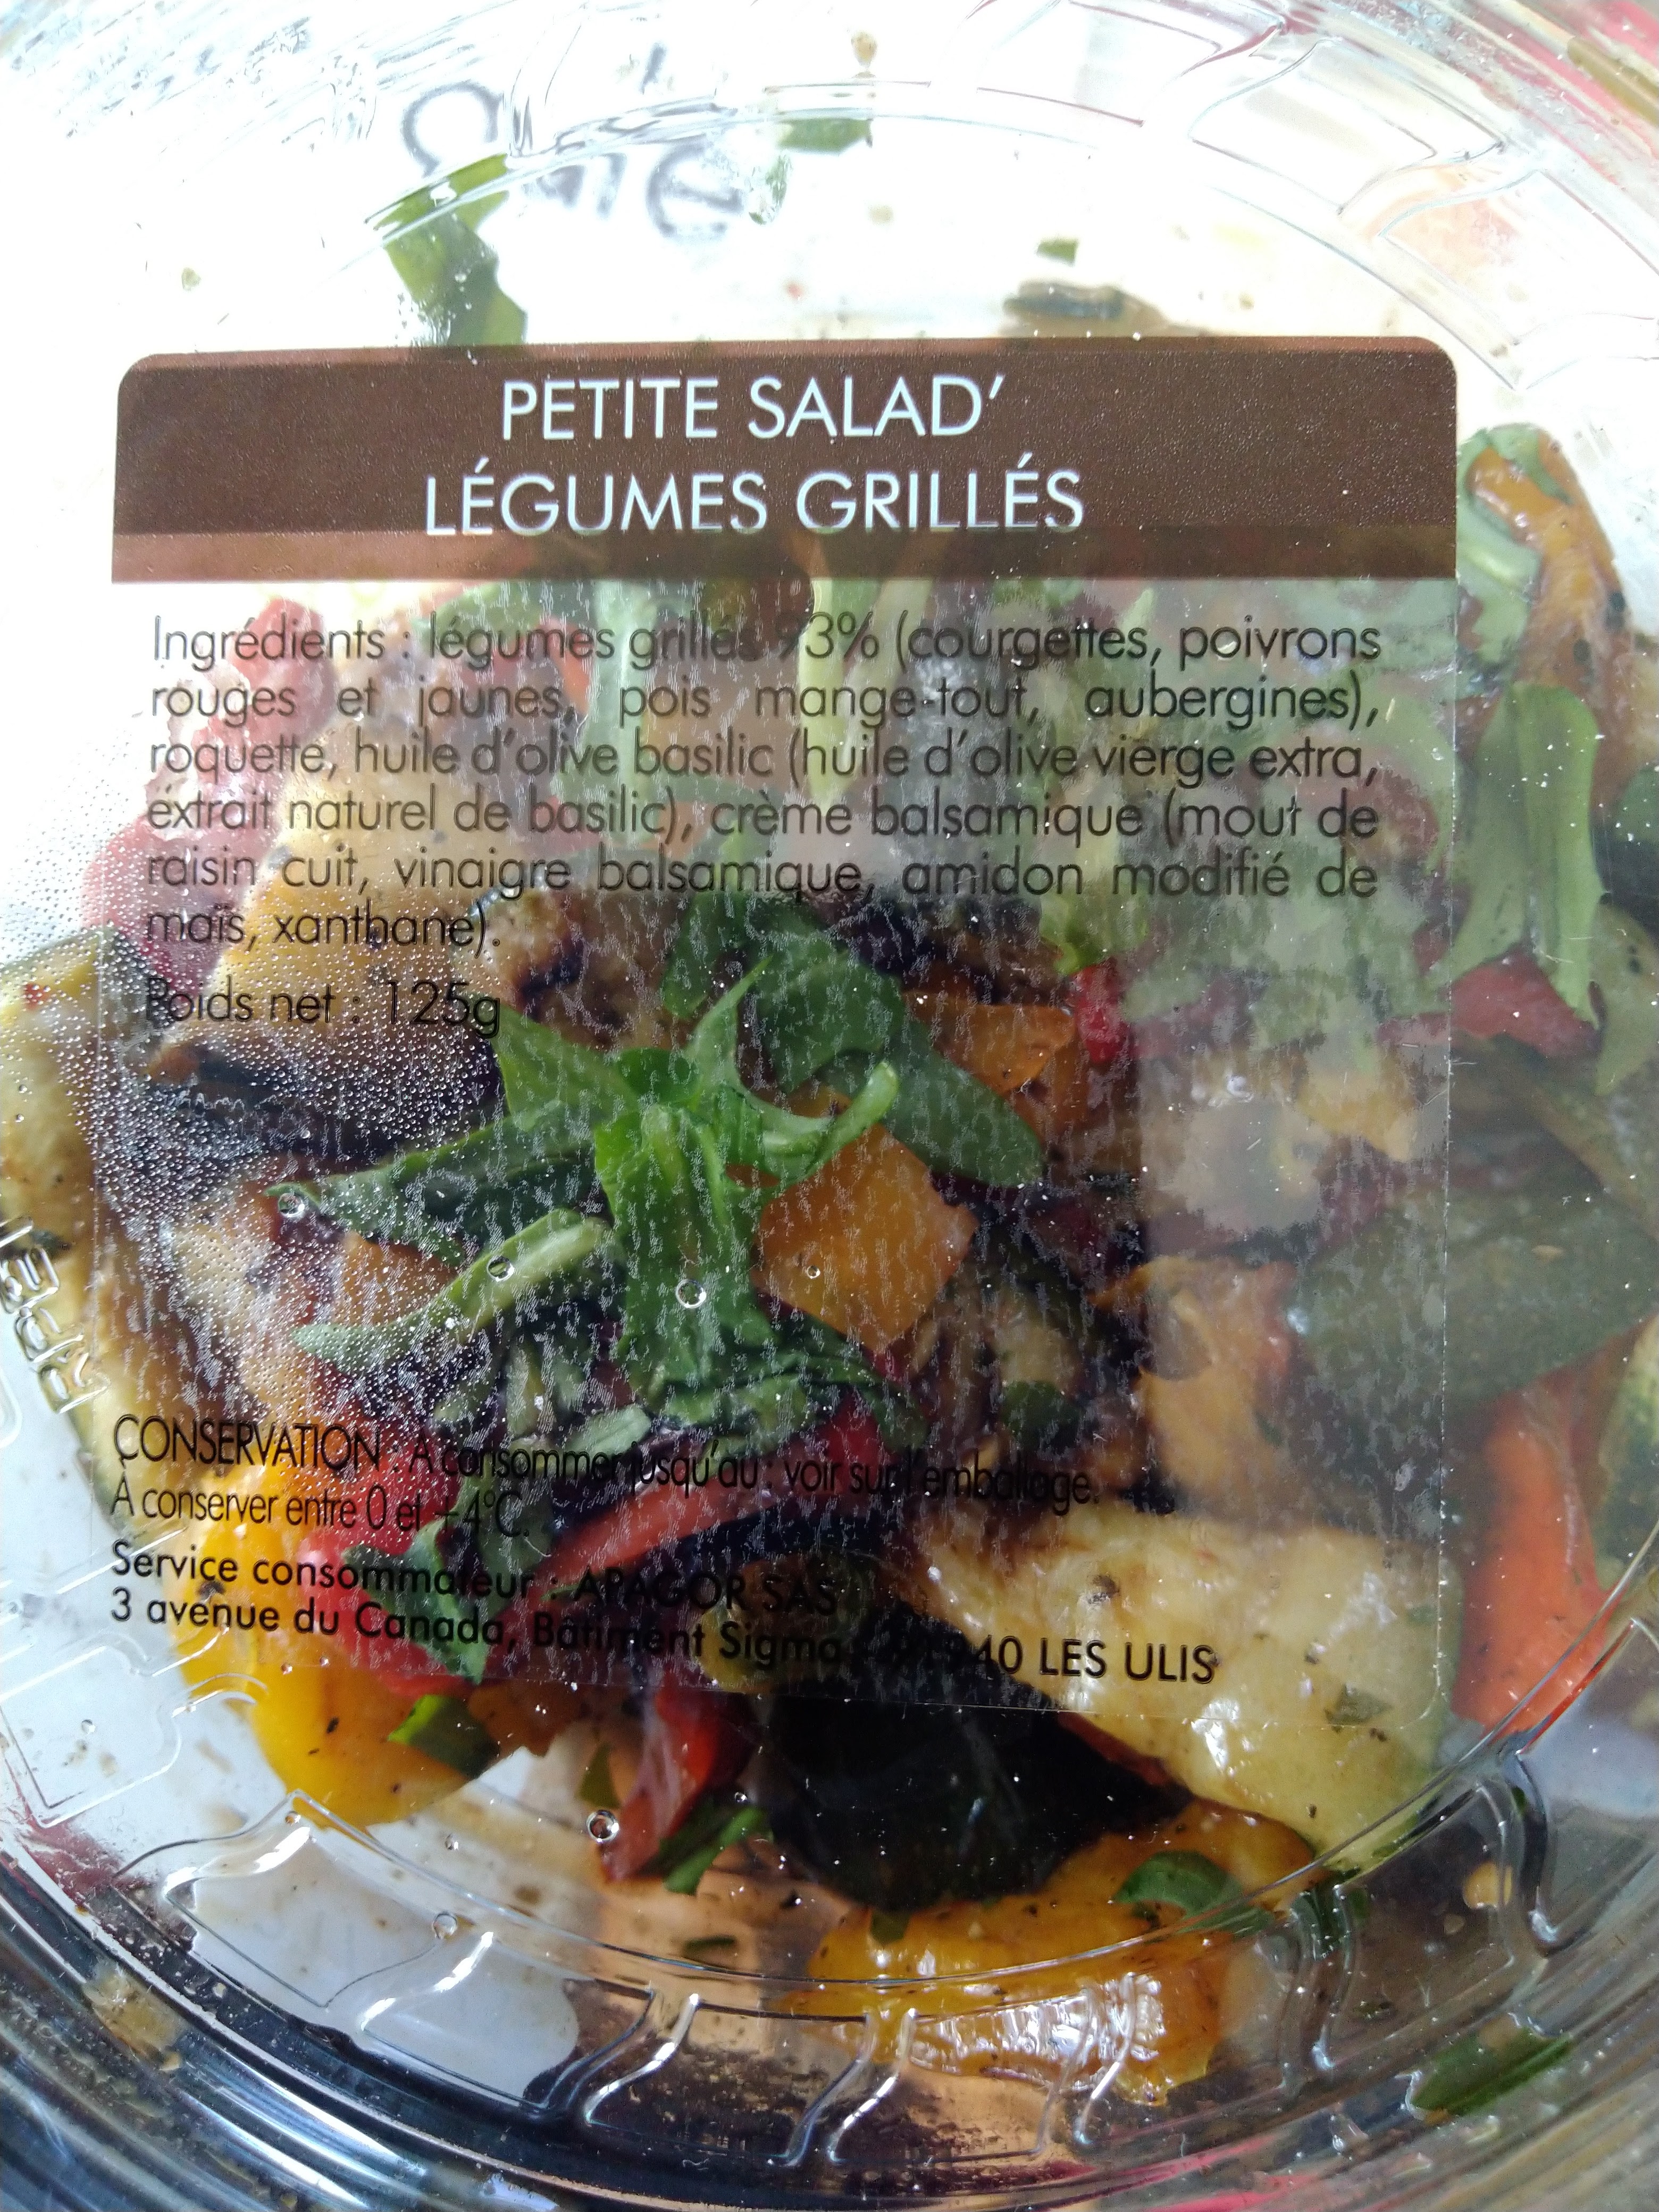 PETITE SALAD'
LÉGUMES GRILLÉS
Ingrédients : légumes grillés 93% (courgettes, poivrons
rouges et jaunes, pois mange-tout, aubergines),
roquette, huile d'olive basilic (huile d'olive vierge extra,
extrait naturel de basilic), crème balsamique (mout de
raisin cuit, vinaigre balsamique, amidon modifié de
maïs, xanthane).
Poids net : 125g
CONSERVATION : A consommer jusqu'au : voir sur l'emballage.
À conserver entre 0 et +4°C.
Service consommateur : APAGOR SAS
3 avenue du Canada, Bâtiment Sigma, 91940 LES ULIS